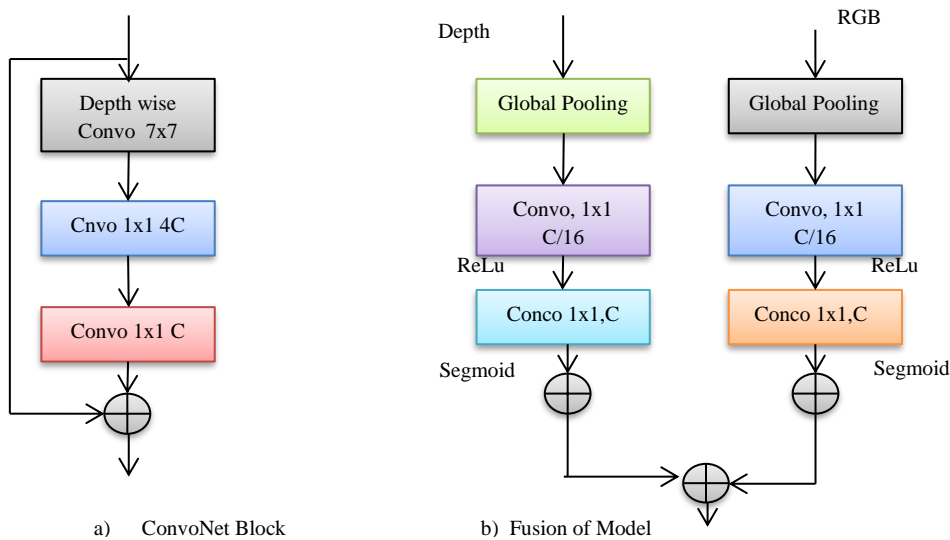 Depth wise
Convo 7x7
Cnvo 1x1 4C
Convo 1x1 C
a) ConvoNet Block
Depth
Global Pooling
Convo, 1x1
C/16
ReLu
Conco 1x1,C
Segmoid
RGB
Global Pooling
Convo, 1x1
C/16
ReLu
Conco 1x1,C
Segmoid
b) Fusion of Model